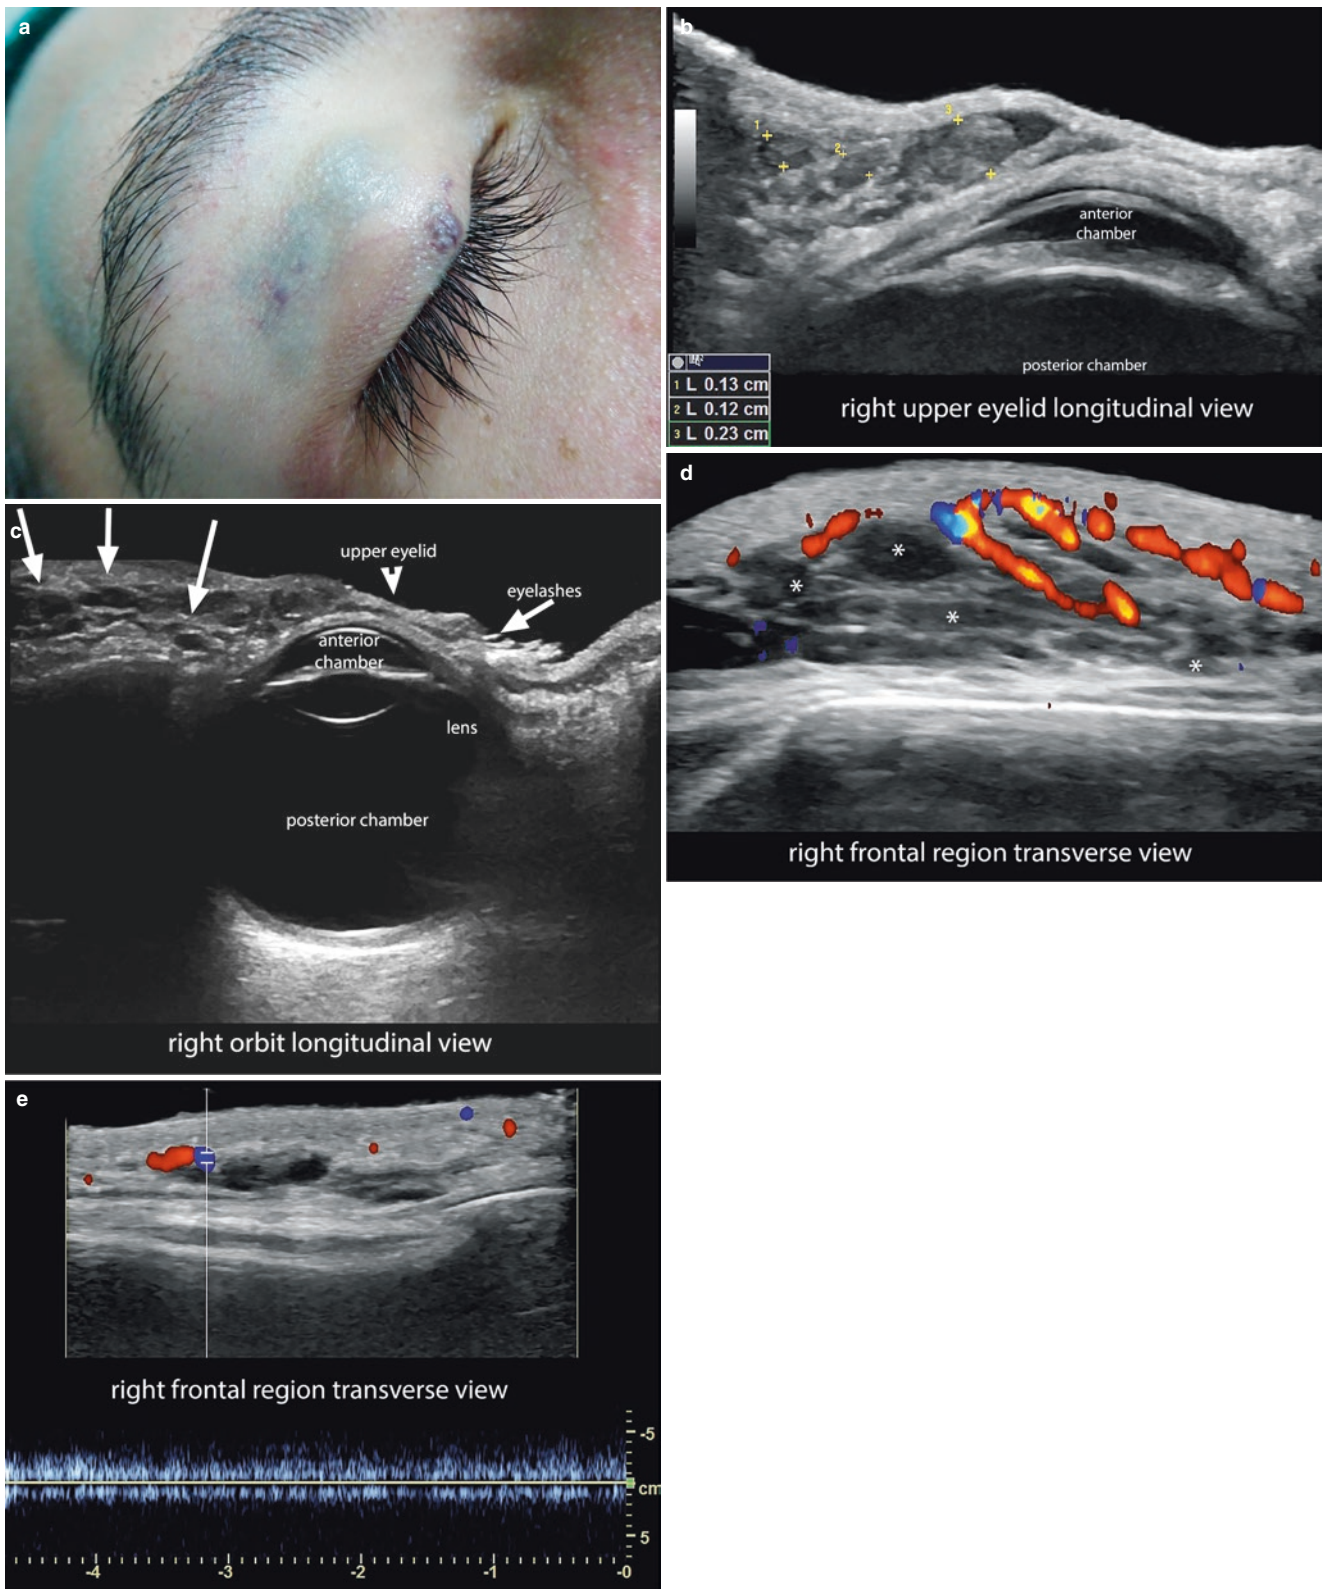 a
b
1
2
3
anterior
chamber
posterior chamber
1 L 0.13 cm
2 L 0.12 cm
3 L 0.23 cm
right upper eyelid longitudinal view
c
upper eyelid
eyelashes
anterior
chamber
lens
posterior chamber
right orbit longitudinal view
d
* * * *
right frontal region transverse view
e
right frontal region transverse view
-5
cm
5
-4 -3 -2 -1 -0